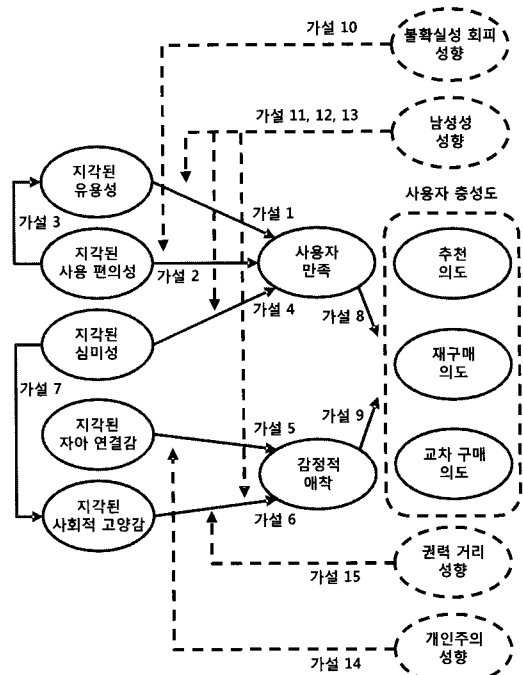 가설 10
불확실성 회피
성향
가설 11, 12, 13
남성성
성향
지각된
유용성
사용자 충성도
가설 3
가설 1
지각된
사용 편의성
가설 2
사용자
만족
추천
의도
가설 4
지각된
심미성
가설 8
재구매
의도
가설 7
지각된
자아 연결감
가설 5
가설 9
감정적
애착
교차 구매
의도
지각된
사회적 고양감
가설 6
권력 거리
성향
가설 15
개인주의
성향
가설 14